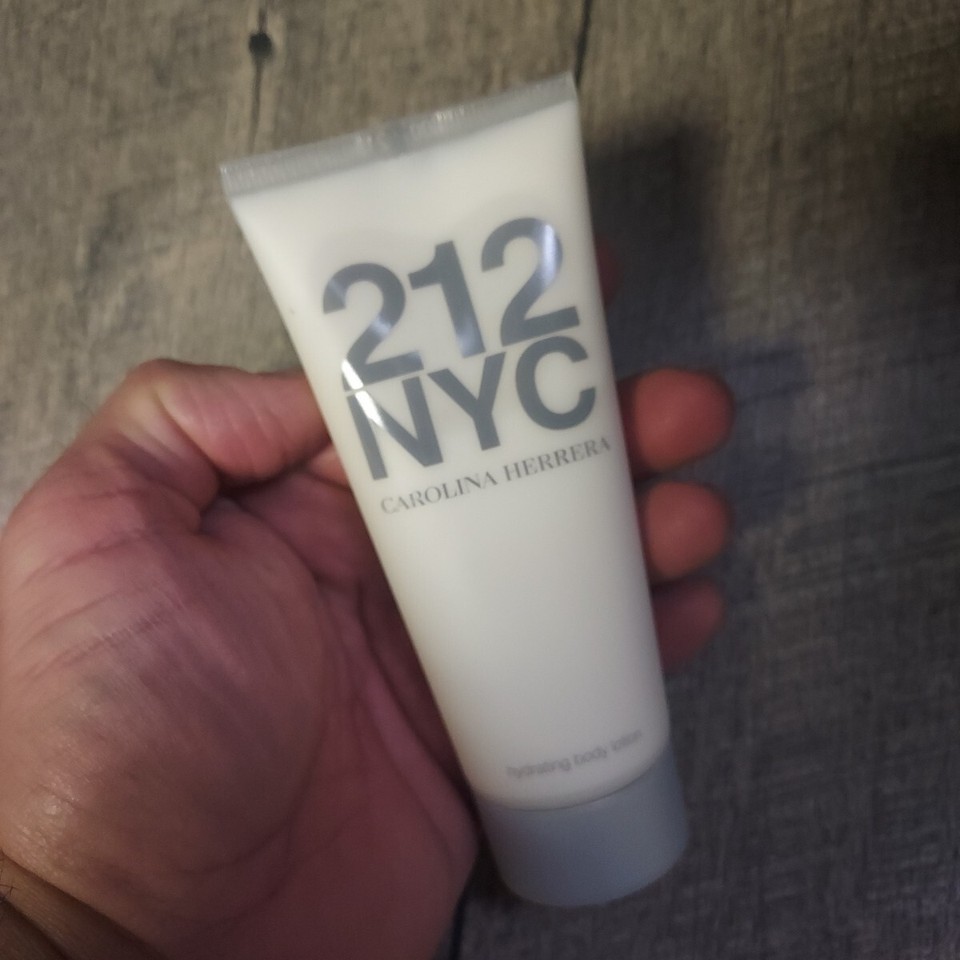 212
NYC
CAROLINA HERRERA
hydrating body lotion